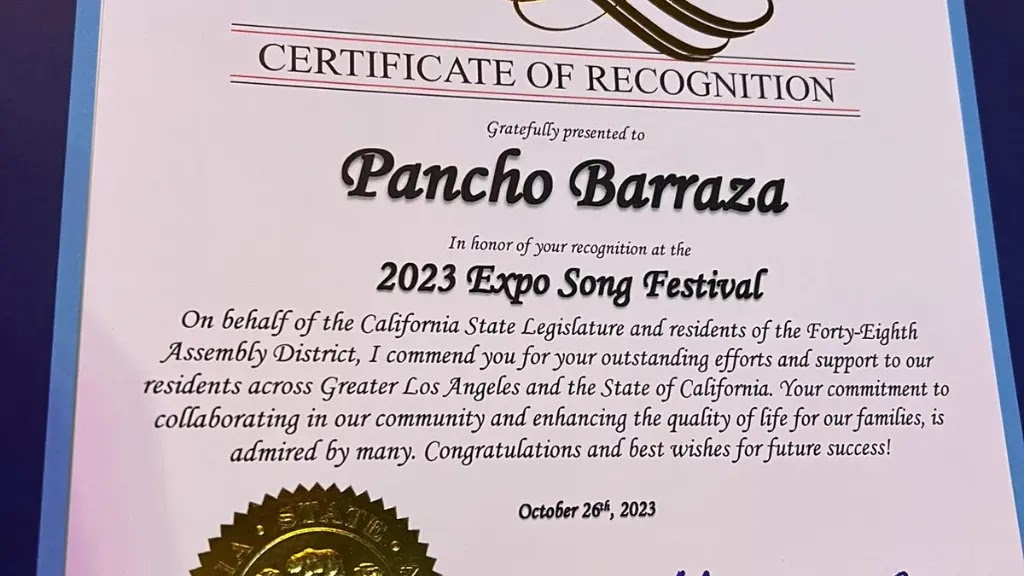 CERTIFICATE OF RECOGNITION
Gratefully presented to
Pancho Barraza
In honor of your recognition at the
2023 Expo Song Festival
On behalf of the California State Legislature and residents of the Forty-Eighth
Assembly District, I commend you for your outstanding efforts and support to our
residents across Greater Los Angeles and the State of California. Your commitment to
collaborating in our community and enhancing the quality of life for our families, is
admired by many. Congratulations and best wishes for future success!
October 26th, 2023
STATE